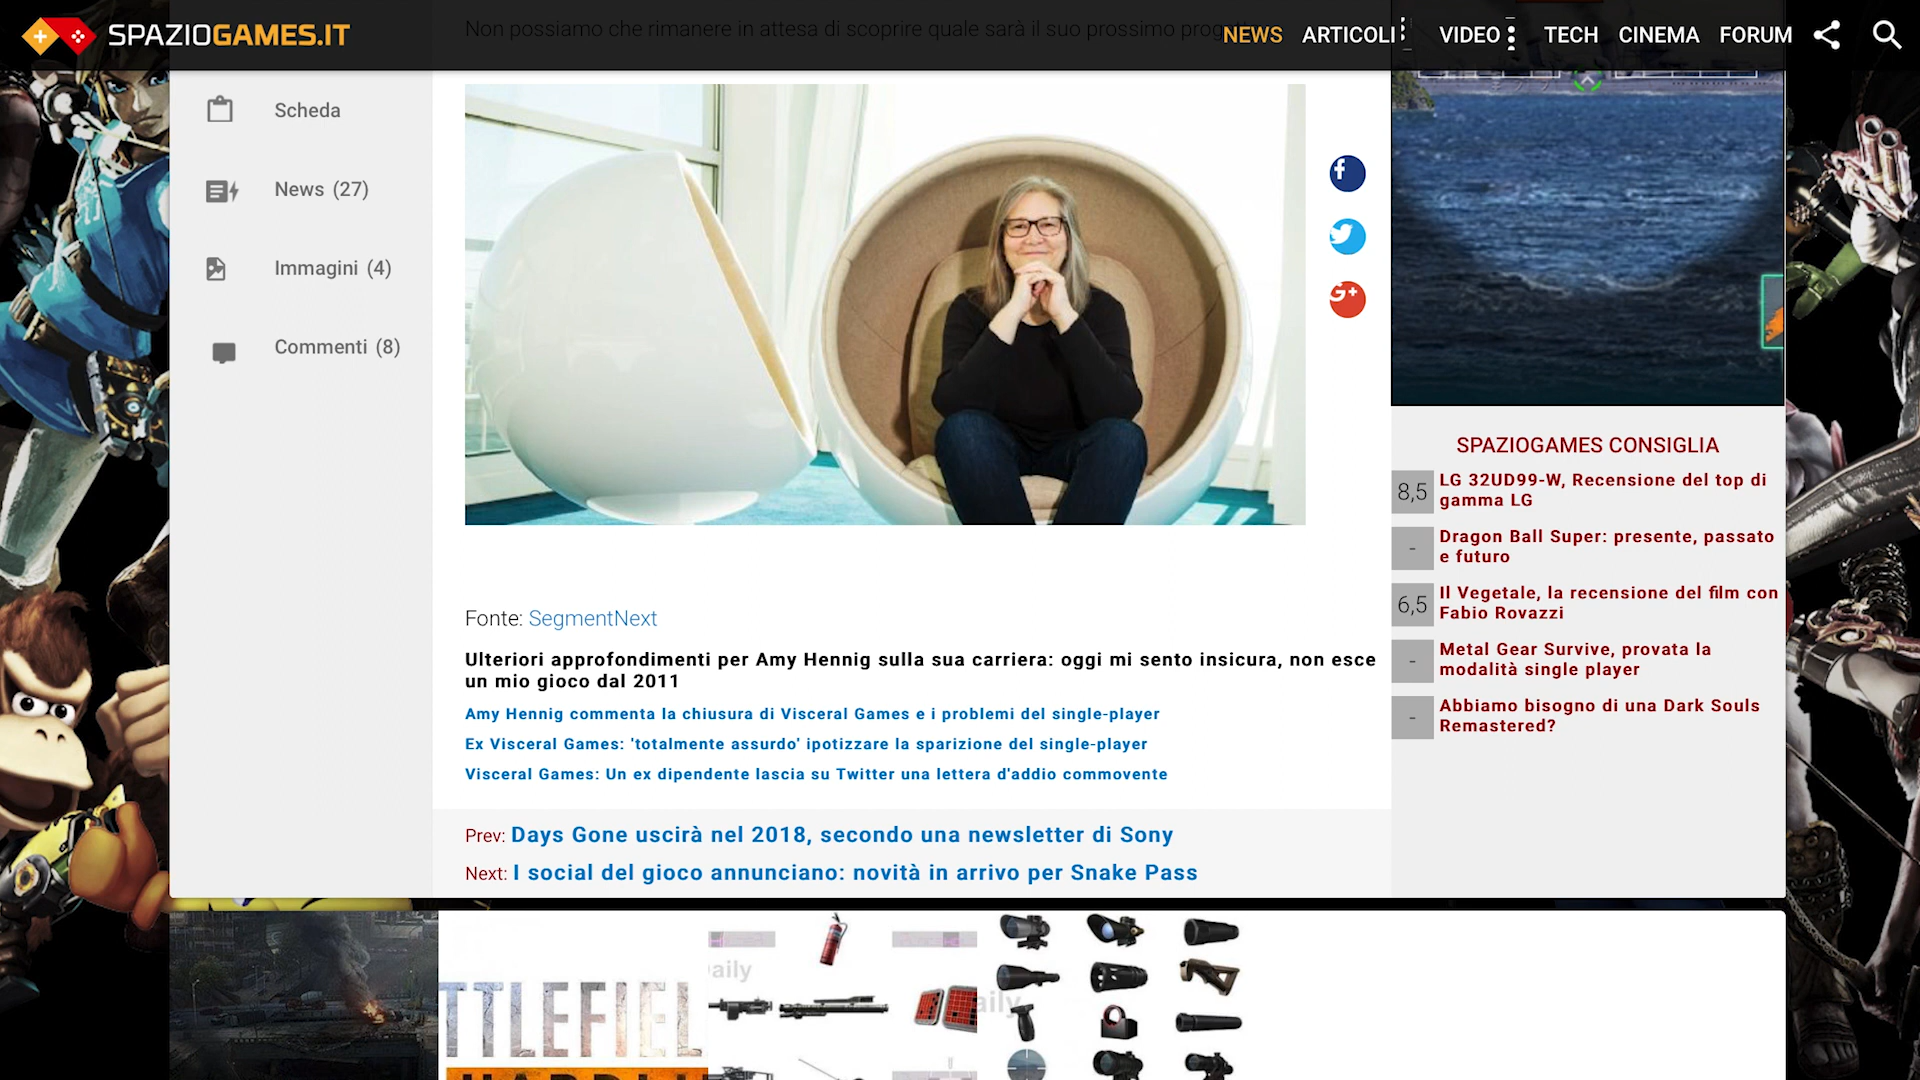 SPAZIOGAMES.IT
NEWS ARTICOLI VIDEO TECH CINEMA FORUM
Non possiamo che rimanere in attesa di scoprire quale sarà il suo prossimo
Scheda
News (27)
Immagini (4)
Commenti (8)
Fonte: SegmentNext
Ulteriori approfondimenti per Amy Hennig sulla sua carriera: oggi mi sento insicura, non esce
un mio gioco dal 2011
Amy Hennig commenta la chiusura di Visceral Games e i problemi del single-player
Ex Visceral Games: 'totalmente assurdo' ipotizzare la sparizione del single-player
Visceral Games: Un ex dipendente lascia su Twitter una lettera d'addio commovente
Prev: Days Gone uscirà nel 2018, secondo una newsletter di Sony
Next: I social del gioco annunciano: novità in arrivo per Snake Pass
SPAZIOGAMES CONSIGLIA
8,5 LG 32UD99-W, Recensione del top di
gamma LG
- Dragon Ball Super: presente, passato
e futuro
6,5 Il Vegetale, la recensione del film con
Fabio Rovazzi
- Metal Gear Survive, provata la
modalità single player
- Abbiamo bisogno di una Dark Souls
Remastered?
TTLEFIEL